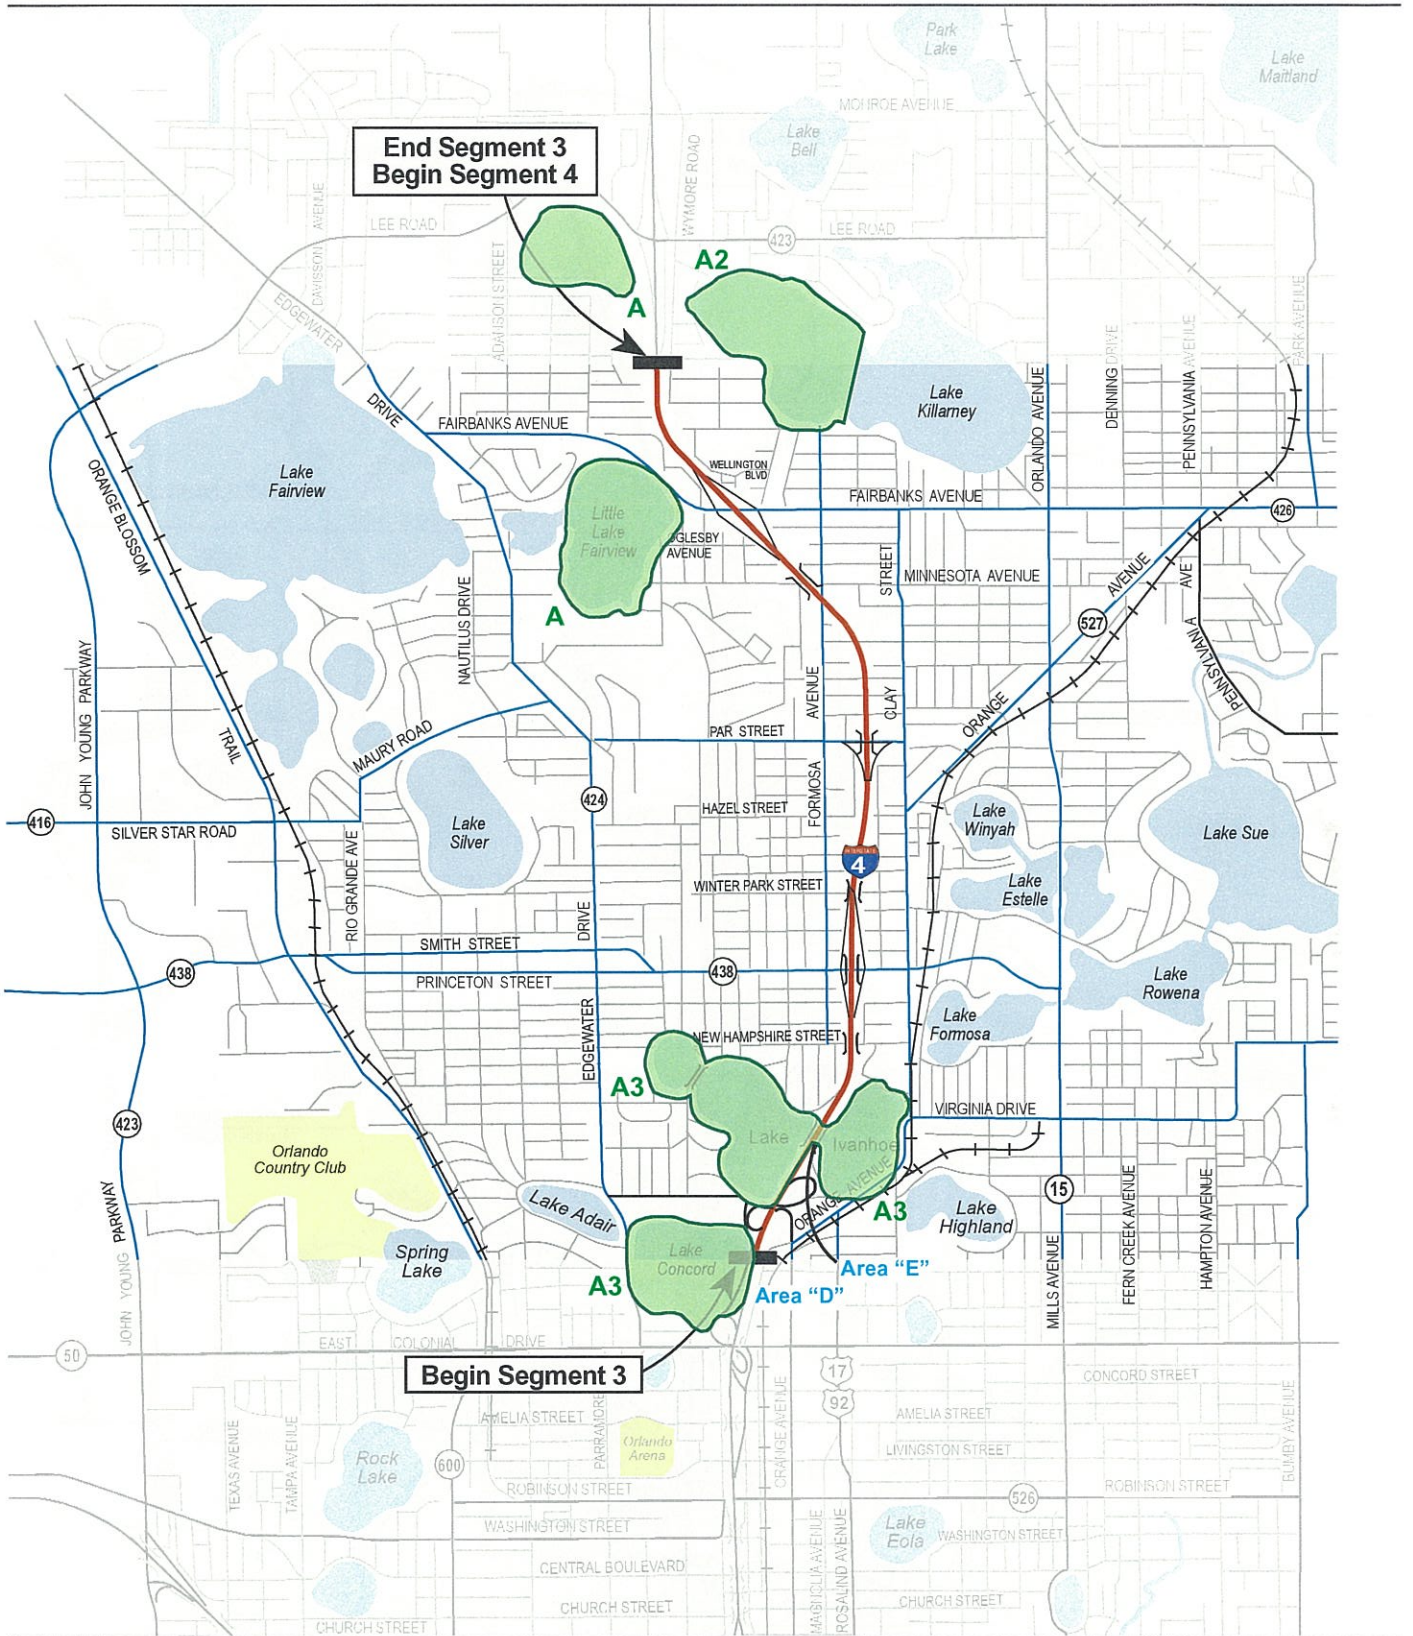 Park
Lake
Lake
Maitland
MONROE AVENUE
Lake
Bell
End Segment 3
Begin Segment 4
WYMORE ROAD
DAVISSON AVENUE
LEE ROAD
423
LEE ROAD
ADANSON STREET
A2
A
EDGEWATER
DRIVE
PARK AVENUE
DENNING DRIVE
PENNSYLVANIA AVENUE
ORLANDO AVENUE
Lake
Killarney
FAIRBANKS AVENUE
WELLINGTON
BLVD
Lake
Fairview
ORANGE BLOSSOM
TRAIL
FAIRBANKS AVENUE
426
Little
Lake
Fairview
OGLESBY
AVENUE
A
STREET
MINNESOTA AVENUE
AVENUE
AVE
527
PENNSYLVANIA
NAUTILUS DRIVE
JOHN YOUNG PARKWAY
AVENUE
CLAY
ORANGE
MAURY ROAD
PAR STREET
FORMOSA
424
HAZEL STREET
416
SILVER STAR ROAD
Lake
Silver
Lake
Winyah
Lake Sue
INTERSTATE
4
RIO GRANDE AVE
WINTER PARK STREET
Lake
Estelle
DRIVE
SMITH STREET
438
438
PRINCETON STREET
Lake
Rowena
EDGEWATER
Lake
Formosa
NEW HAMPSHIRE STREET
A3
VIRGINIA DRIVE
423
Orlando
Country Club
Lake
Ivanhoe
PARKWAY
Lake Adair
ORANGE AVENUE
A3
Lake
Highland
15
FERN CREEK AVENUE
HAMPTON AVENUE
Spring
Lake
Lake
Concord
A3
Area “E”
Area “D”
MILLS AVENUE
JOHN YOUNG
EAST COLONIAL DRIVE
50
Begin Segment 3
17
92
CONCORD STREET
ORANGE AVENUE
BUMBY AVENUE
AMELIA STREET
PARRAMORE
AMELIA STREET
TEXAS AVENUE
TAMPA AVENUE
Rock
Lake
Orlando
Arena
LIVINGSTON STREET
600
ROBINSON STREET
526
ROBINSON STREET
WASHINGTON STREET
MAGNOLIA AVENUE
ROSALIND AVENUE
Lake
Eola
WASHINGTON STREET
CENTRAL BOULEVARD
CHURCH STREET
CHURCH STREET
CHURCH STREET